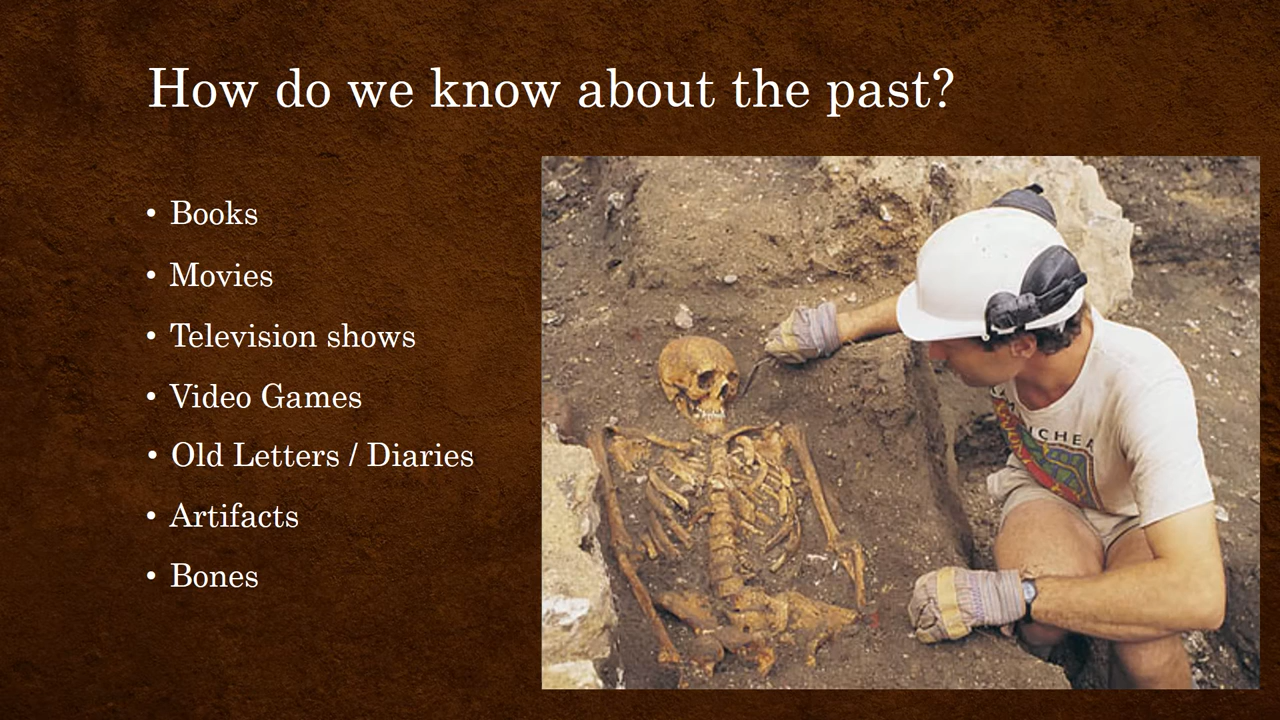 How do we know about the past?
• Books
• Movies
• Television shows
• Video Games
• Old Letters / Diaries
• Artifacts
• Bones